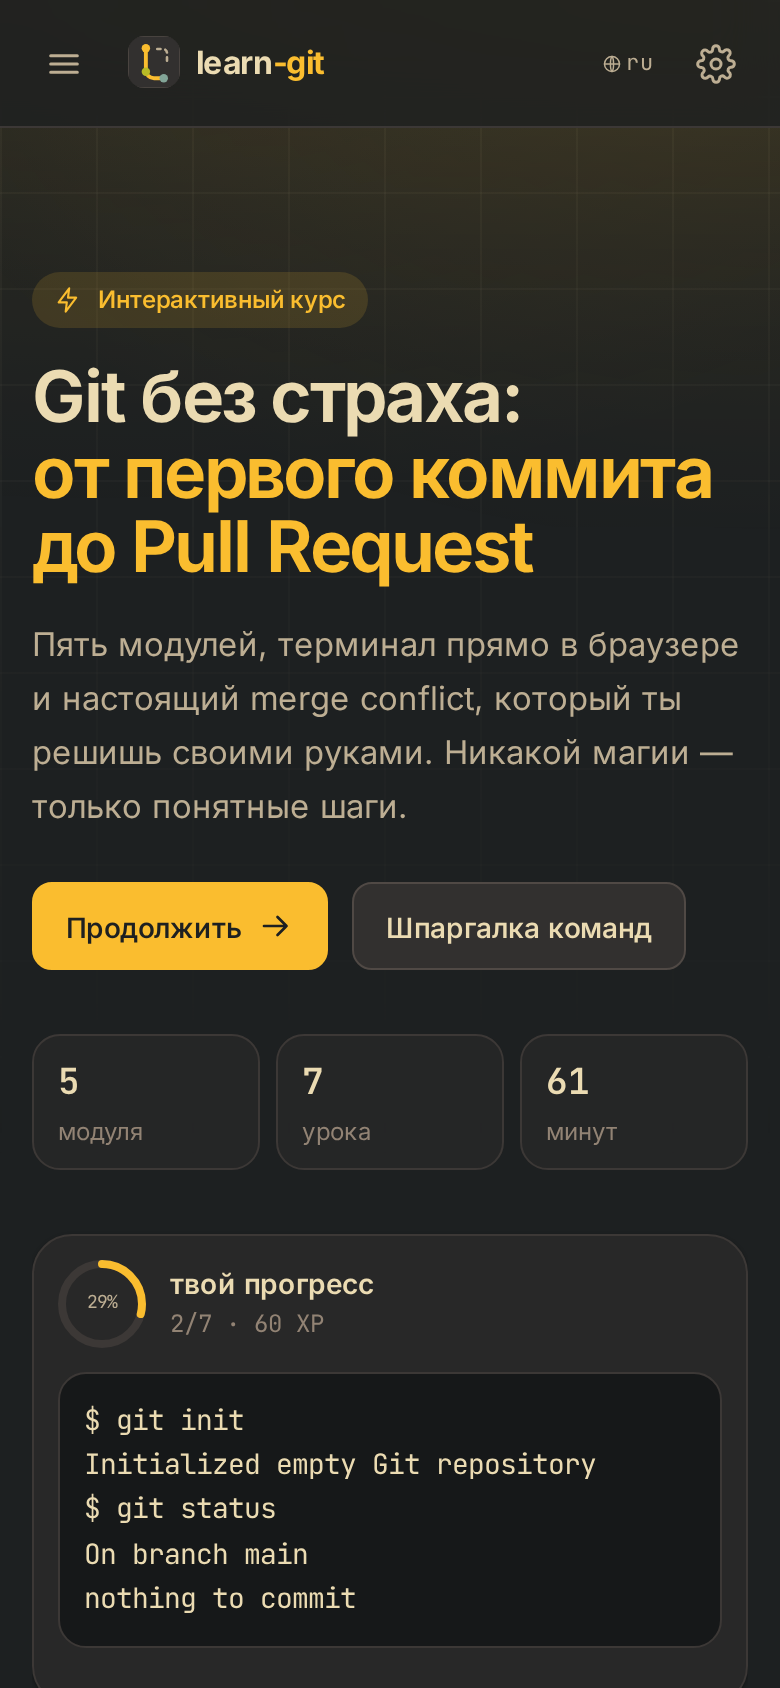 learn-git
ru
Интерактивный курс
Git без страха:
от первого коммита
до Pull Request
Пять модулей, терминал прямо в браузере
и настоящий merge conflict, который ты
решишь своими руками. Никакой магии —
только понятные шаги.
Продолжить →
Шпаргалка команд
5
модуля
7
урока
61
минут
29%
твой прогресс
2/7 · 60 XP
$ git init
Initialized empty Git repository
$ git status
On branch main
nothing to commit